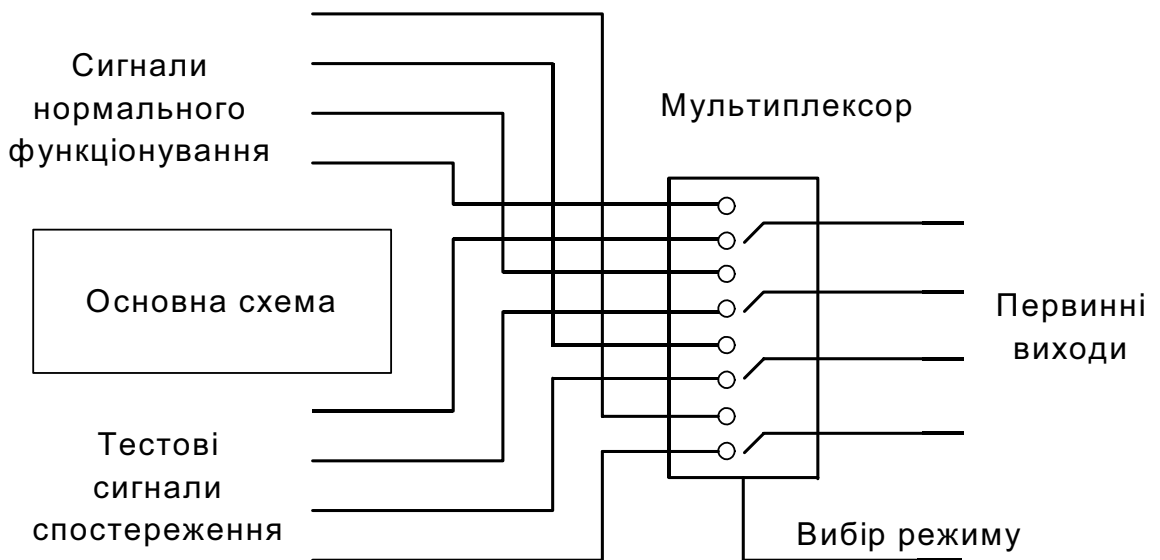 Сигнали
нормального
функціонування
Мультиплексор
Основна схема
Первинні
виходи
Тестові
сигнали
спостереження
Вибір режиму